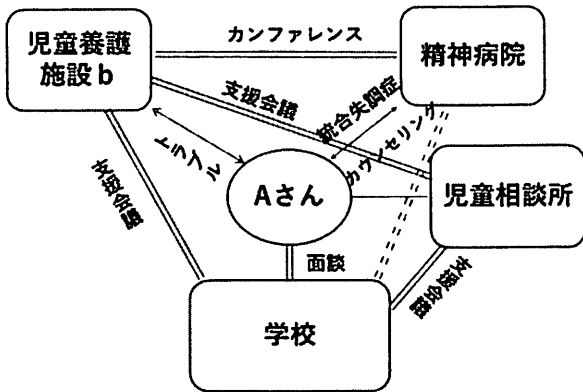 児童養護
施設b
カンファレンス
精神病院
支援会議
統合失調症
カウンセリング
トラブル
支援会議
Aさん
児童相談所
面談
支援会議
学校